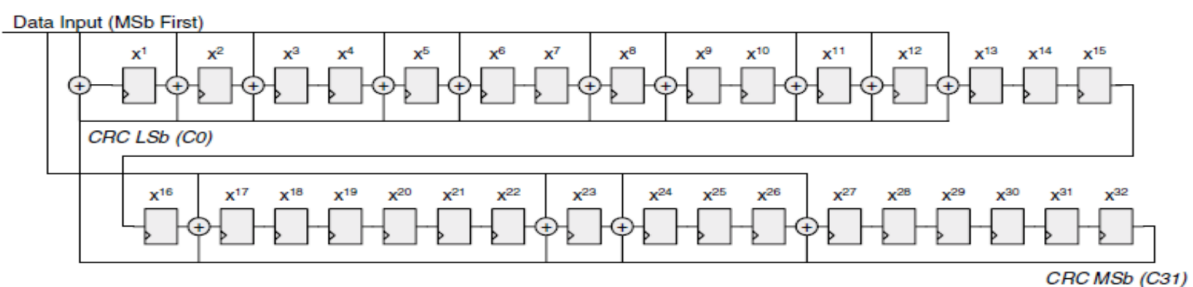 Data Input (MSb First)
x¹ x² x³ x⁴ x⁵ x⁶ x⁷ x⁸ x⁹ x¹⁰ x¹¹ x¹² x¹³ x¹⁴ x¹⁵
CRC LSb (C0)
x¹⁶ x¹⁷ x¹⁸ x¹⁹ x²⁰ x²¹ x²² x²³ x²⁴ x²⁵ x²⁶ x²⁷ x²⁸ x²⁹ x³⁰ x³¹ x³²
CRC MSb (C31)